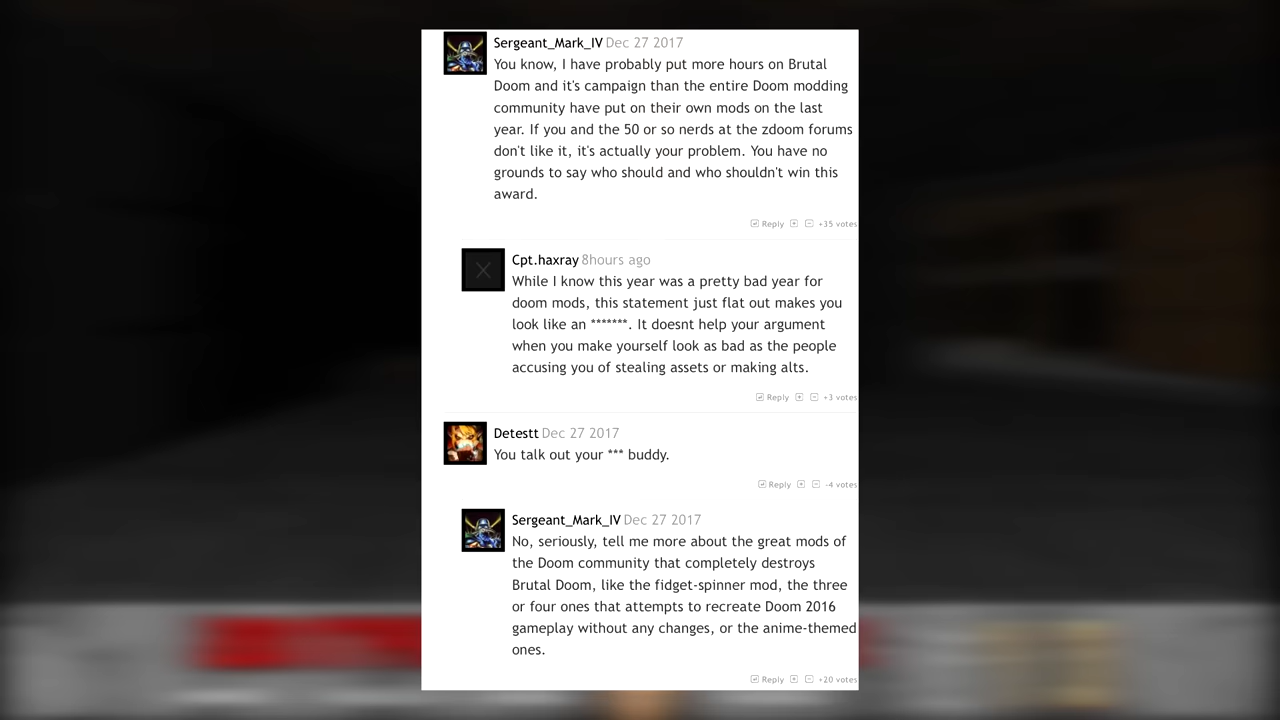 Sergeant_Mark_IV Dec 27 2017
You know, I have probably put more hours on Brutal
Doom and it's campaign than the entire Doom modding
community have put on their own mods on the last
year. If you and the 50 or so nerds at the zdoom forums
don't like it, it's actually your problem. You have no
grounds to say who should and who shouldn't win this
award.
Reply +35 votes
Cpt.haxray 8hours ago
While I know this year was a pretty bad year for
doom mods, this statement just flat out makes you
look like an *******. It doesnt help your argument
when you make yourself look as bad as the people
accusing you of stealing assets or making alts.
Reply +3 votes
Detestt Dec 27 2017
You talk out your *** buddy.
Reply -4 votes
Sergeant_Mark_IV Dec 27 2017
No, seriously, tell me more about the great mods of
the Doom community that completely destroys
Brutal Doom, like the fidget-spinner mod, the three
or four ones that attempts to recreate Doom 2016
gameplay without any changes, or the anime-themed
ones.
Reply +20 votes